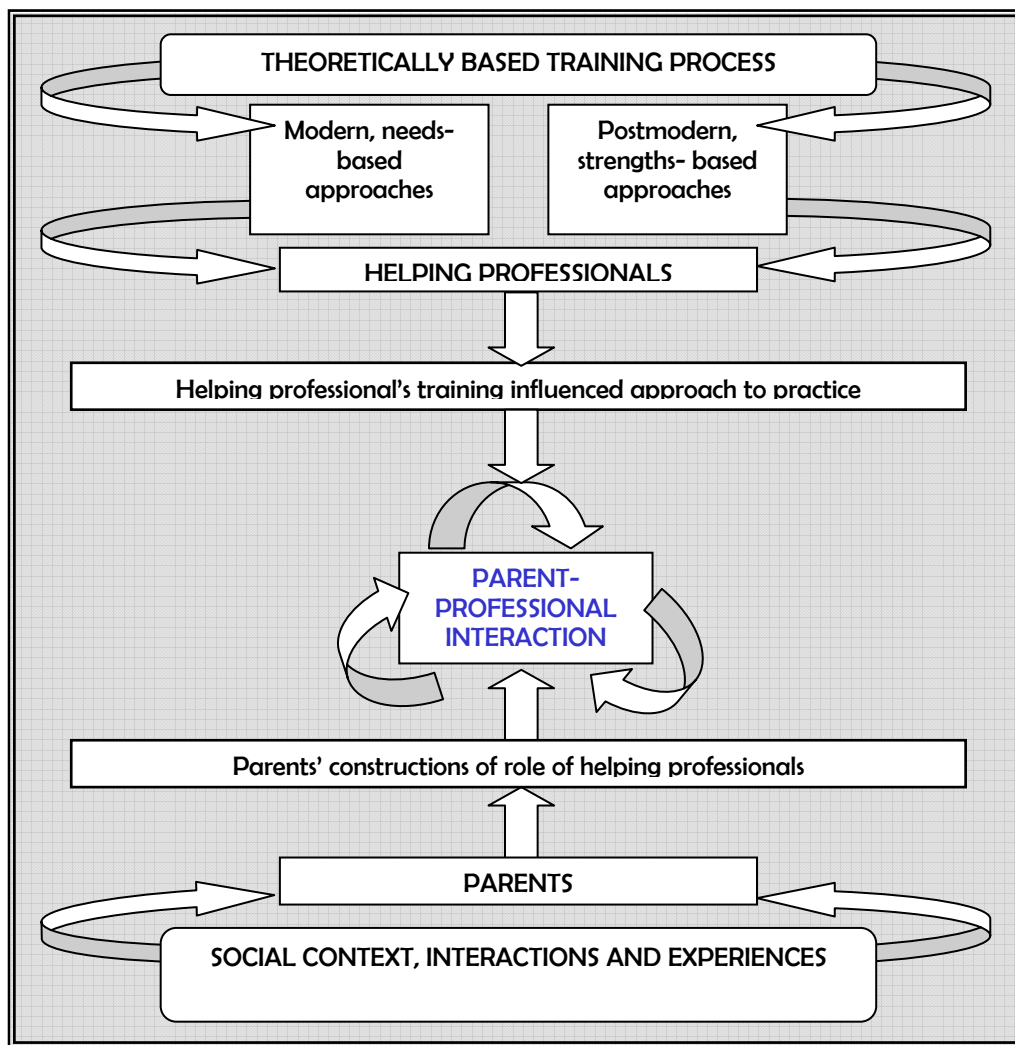 THEORETICALLY BASED TRAINING PROCESS
Modern, needs-
based
approaches
Postmodern,
strengths- based
approaches
HELPING PROFESSIONALS
Helping professional's training influenced approach to practice
PARENT-
PROFESSIONAL
INTERACTION
Parents' constructions of role of helping professionals
PARENTS
SOCIAL CONTEXT, INTERACTIONS AND EXPERIENCES